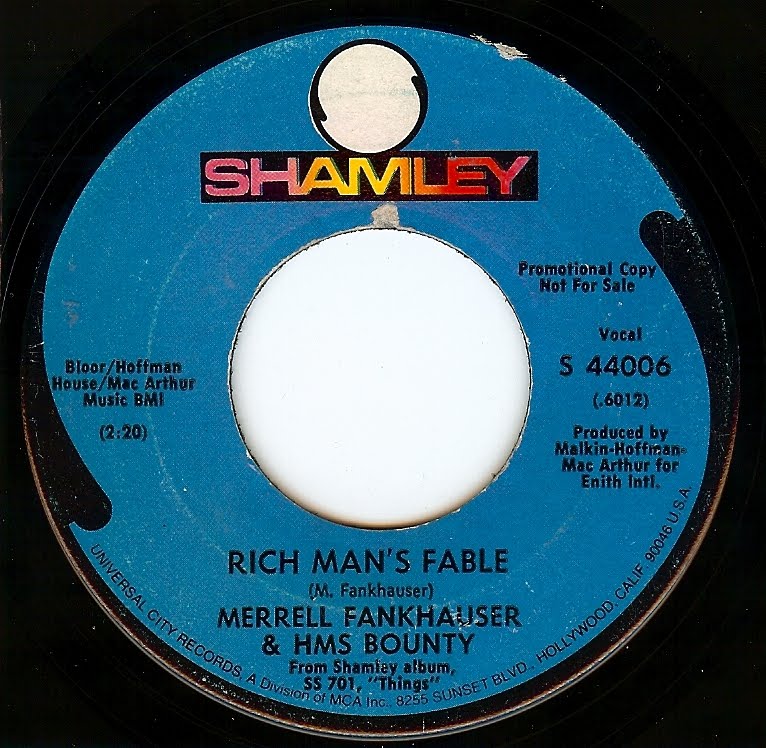 SHAMLEY
Promotional Copy
Not For Sale
Vocal
S 44006
(.6012)
Produced by
Malkin-Hoffman-
Mac Arthur for
Enith Intl.
Bloor/Hoffman
House/Mac Arthur
Music BMI
(2:20)
RICH MAN'S FABLE
(M. Fankhauser)
MERRELL FANKHAUSER
& HMS BOUNTY
From Shamley album,
SS 701, "Things"
UNIVERSAL CITY RECORDS, A Division of MCA Inc., 8255 SUNSET BLVD., HOLLYWOOD, CALIF. 90046 U.S.A.